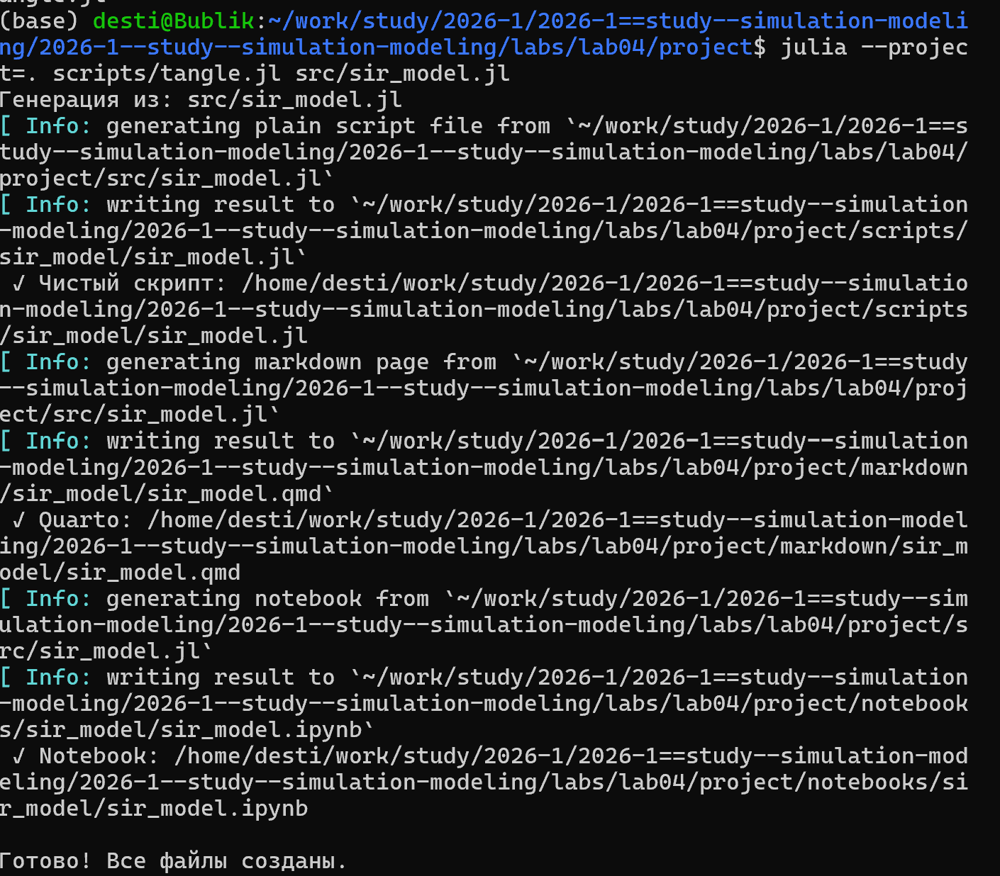 angle.jl
(base) desti@Bublik:~/work/study/2026-1/2026-1==study--simulation-modeli
ng/2026-1--study--simulation-modeling/labs/lab04/project$ julia --projec
t=. scripts/tangle.jl src/sir_model.jl
Генерация из: src/sir_model.jl
[ Info: generating plain script file from `~/work/study/2026-1/2026-1==s
tudy--simulation-modeling/2026-1--study--simulation-modeling/labs/lab04/
project/src/sir_model.jl`
[ Info: writing result to `~/work/study/2026-1/2026-1==study--simulation
-modeling/2026-1--study--simulation-modeling/labs/lab04/project/scripts/
sir_model/sir_model.jl`
 ✓ Чистый скрипт: /home/desti/work/study/2026-1/2026-1==study--simulatio
n-modeling/2026-1--study--simulation-modeling/labs/lab04/project/scripts
/sir_model/sir_model.jl
[ Info: generating markdown page from `~/work/study/2026-1/2026-1==study
--simulation-modeling/2026-1--study--simulation-modeling/labs/lab04/proj
ect/src/sir_model.jl`
[ Info: writing result to `~/work/study/2026-1/2026-1==study--simulation
-modeling/2026-1--study--simulation-modeling/labs/lab04/project/markdown
/sir_model/sir_model.qmd`
 ✓ Quarto: /home/desti/work/study/2026-1/2026-1==study--simulation-model
ing/2026-1--study--simulation-modeling/labs/lab04/project/markdown/sir_m
odel/sir_model.qmd
[ Info: generating notebook from `~/work/study/2026-1/2026-1==study--sim
ulation-modeling/2026-1--study--simulation-modeling/labs/lab04/project/s
rc/sir_model.jl`
[ Info: writing result to `~/work/study/2026-1/2026-1==study--simulation
-modeling/2026-1--study--simulation-modeling/labs/lab04/project/notebook
s/sir_model/sir_model.ipynb`
 ✓ Notebook: /home/desti/work/study/2026-1/2026-1==study--simulation-mod
eling/2026-1--study--simulation-modeling/labs/lab04/project/notebooks/si
r_model/sir_model.ipynb
Готово! Все файлы созданы.